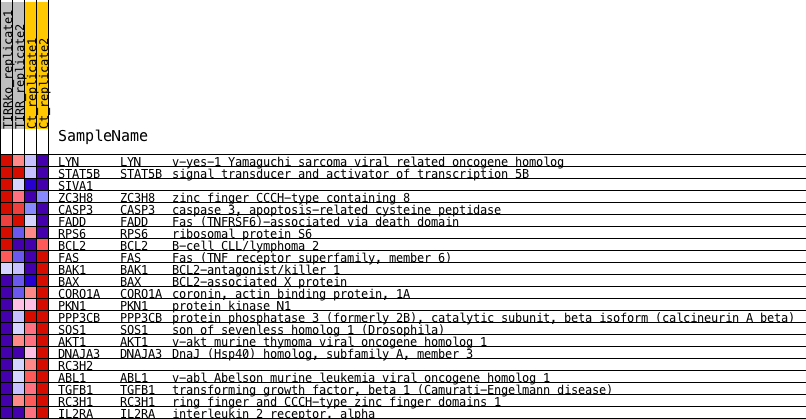 TIRRko_replicate1
TIRR_replicate2
Ct_replicate1
Ct_replicate2
SampleName
LYN LYN v-yes-1 Yamaguchi sarcoma viral related oncogene homolog
STAT5B STAT5B signal transducer and activator of transcription 5B
SIVA1
ZC3H8 ZC3H8 zinc finger CCCH-type containing 8
CASP3 CASP3 caspase 3, apoptosis-related cysteine peptidase
FADD FADD Fas (TNFRSF6)-associated via death domain
RPS6 RPS6 ribosomal protein S6
BCL2 BCL2 B-cell CLL/lymphoma 2
FAS FAS Fas (TNF receptor superfamily, member 6)
BAK1 BAK1 BCL2-antagonist/killer 1
BAX BAX BCL2-associated X protein
CORO1A CORO1A coronin, actin binding protein, 1A
PKN1 PKN1 protein kinase N1
PPP3CB PPP3CB protein phosphatase 3 (formerly 2B), catalytic subunit, beta isoform (calcineurin A beta)
SOS1 SOS1 son of sevenless homolog 1 (Drosophila)
AKT1 AKT1 v-akt murine thymoma viral oncogene homolog 1
DNAJA3 DNAJA3 DnaJ (Hsp40) homolog, subfamily A, member 3
RC3H2
ABL1 ABL1 v-abl Abelson murine leukemia viral oncogene homolog 1
TGFB1 TGFB1 transforming growth factor, beta 1 (Camurati-Engelmann disease)
RC3H1 RC3H1 ring finger and CCCH-type zinc finger domains 1
IL2RA IL2RA interleukin 2 receptor, alpha